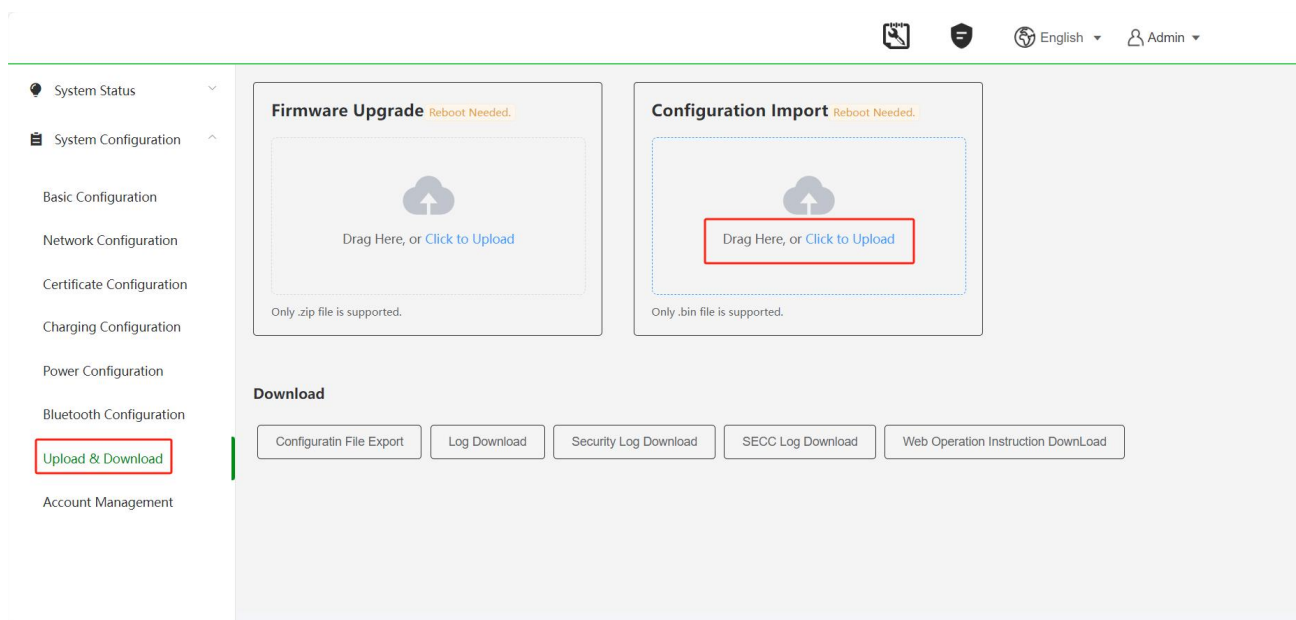 English
Admin
System Status
System Configuration
Basic Configuration
Network Configuration
Certificate Configuration
Charging Configuration
Power Configuration
Bluetooth Configuration
Upload & Download
Account Management
Firmware Upgrade Reboot Needed.
Drag Here, or Click to Upload
Only .zip file is supported.
Configuration Import Reboot Needed.
Drag Here, or Click to Upload
Only .bin file is supported.
Download
Configuratin File Export
Log Download
Security Log Download
SECC Log Download
Web Operation Instruction DownLoad